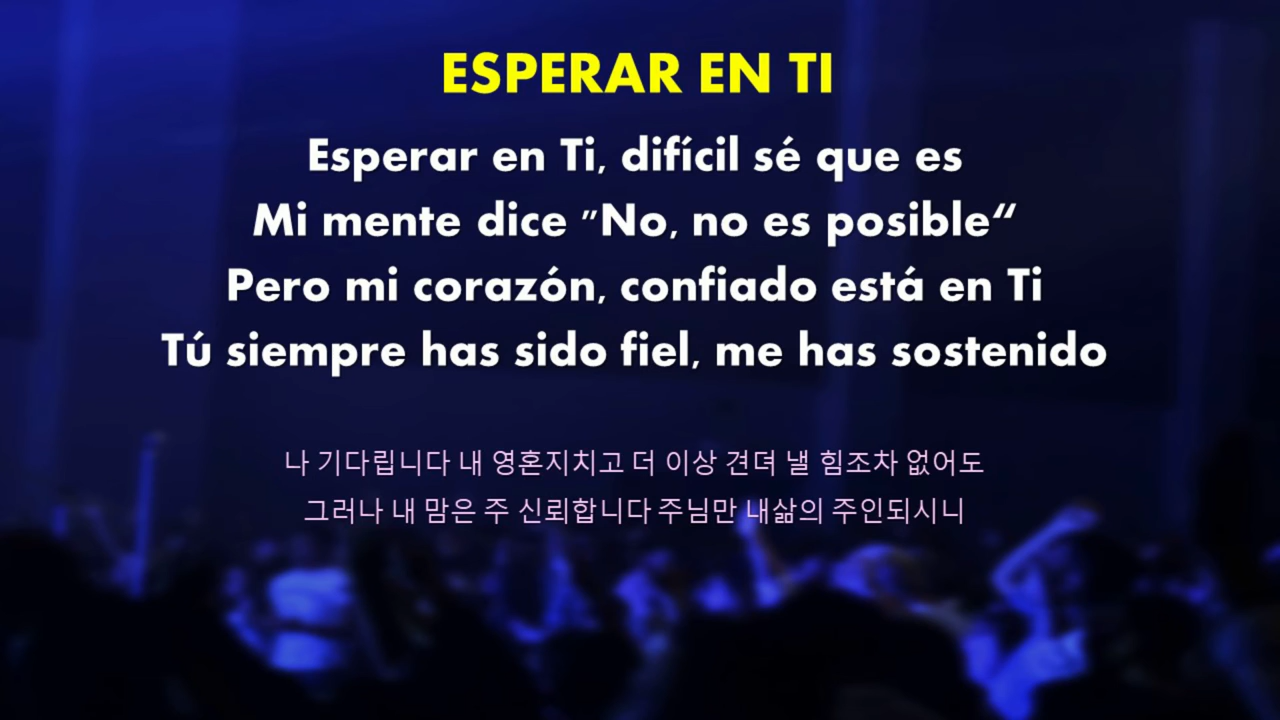 ESPERAR EN TI
Esperar en Ti, difícil sé que es
Mi mente dice "No, no es posible“
Pero mi corazón, confiado está en Ti
Tú siempre has sido fiel, me has sostenido
나 기다립니다 내 영혼지치고 더 이상 견뎌 낼 힘조차 없어도
그러나 내 맘은 주 신뢰합니다 주님만 내삶의 주인되시니